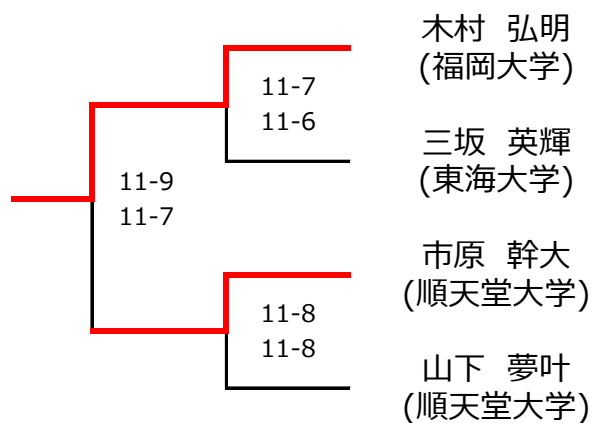 木村 弘明
(福岡大学)
11-7
11-6
三坂 英輝
(東海大学)
11-9
11-7
市原 幹大
(順天堂大学)
11-8
11-8
山下 夢叶
(順天堂大学)